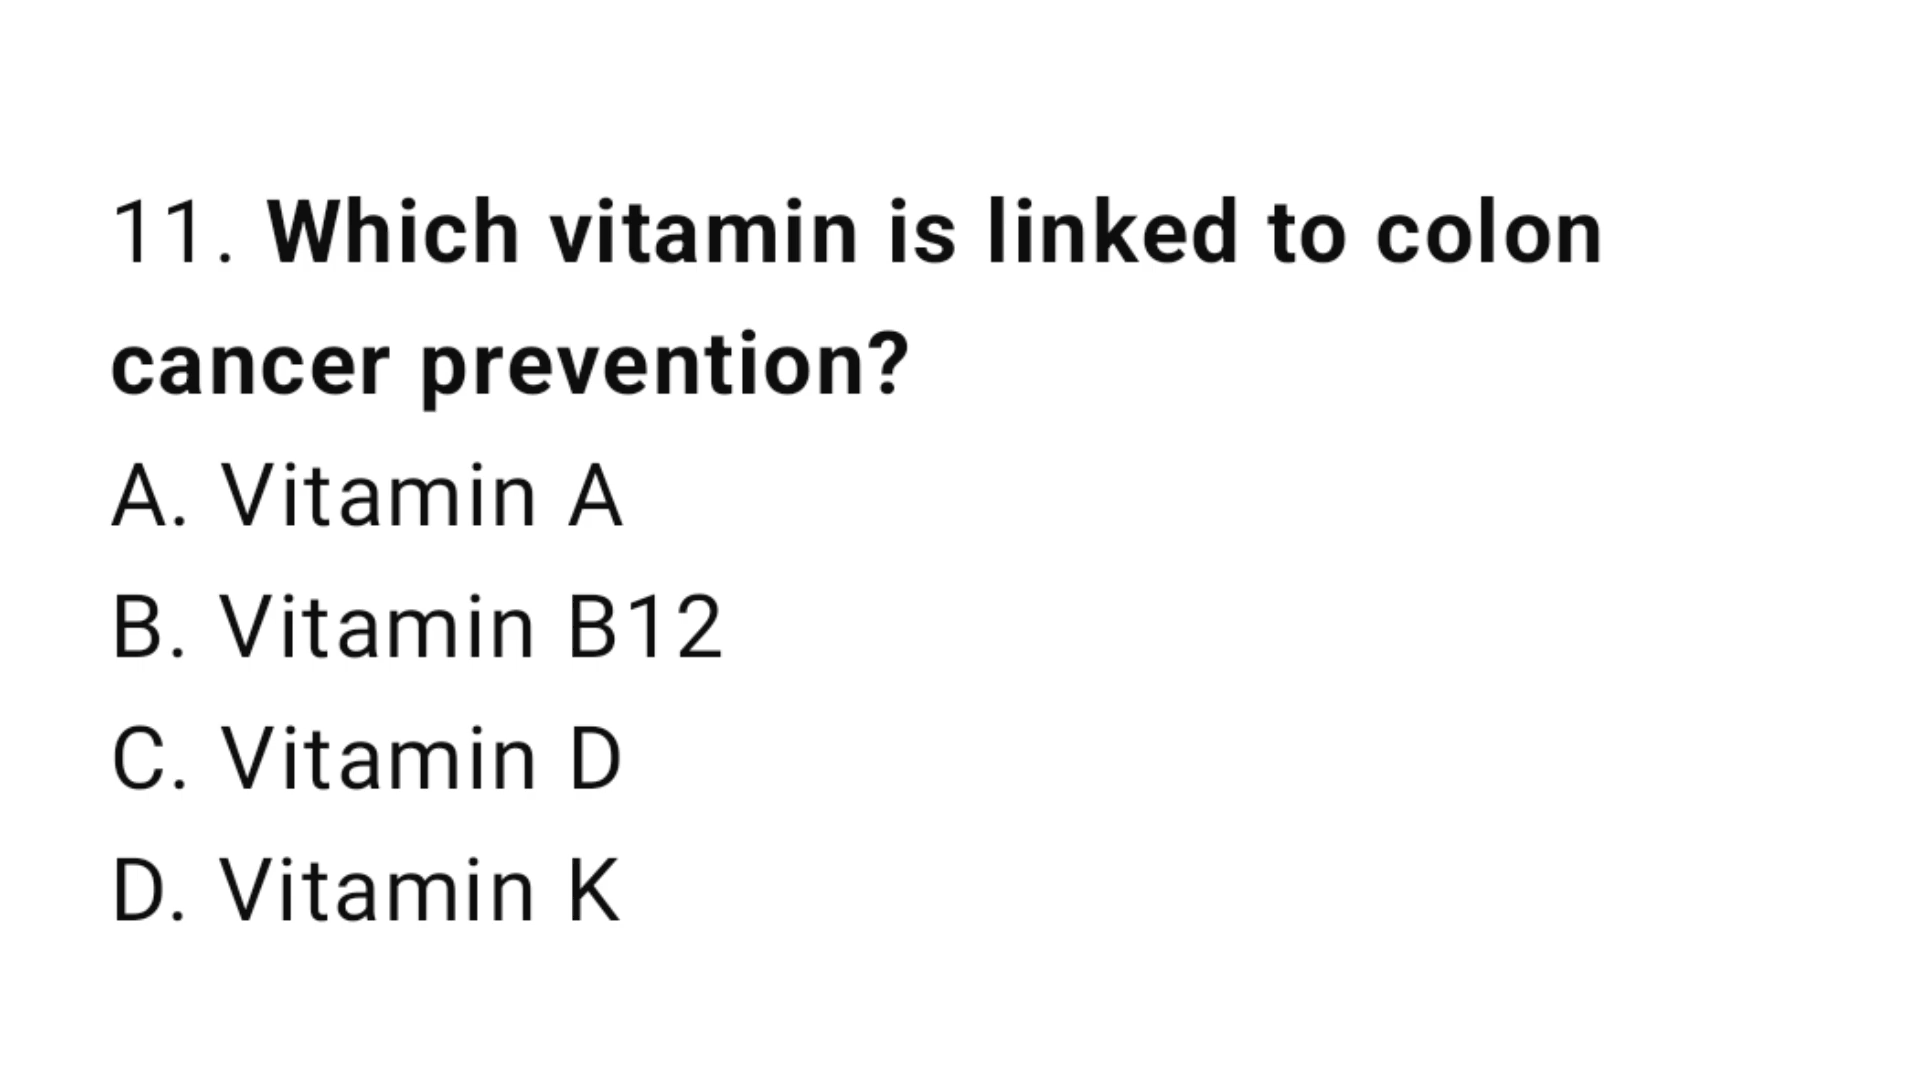 11. Which vitamin is linked to colon
cancer prevention?
A. Vitamin A
B. Vitamin B12
C. Vitamin D
D. Vitamin K